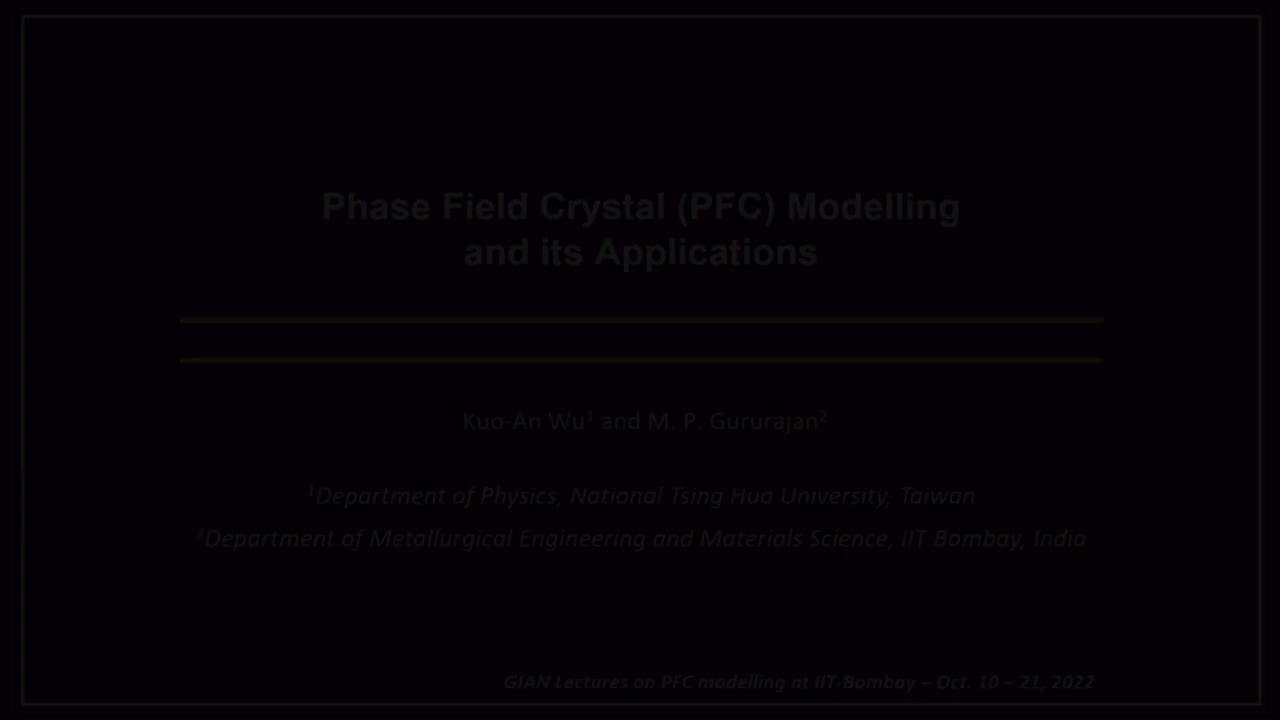 Phase Field Crystal (PFC) Modelling
and its Applications
Kuo-An Wu¹ and M. P. Gururajan²
¹Department of Physics, National Tsing Hua University, Taiwan
²Department of Metallurgical Engineering and Materials Science, IIT Bombay, India
GIAN Lectures on PFC modelling at IIT-Bombay – Oct. 10 – 21, 2022